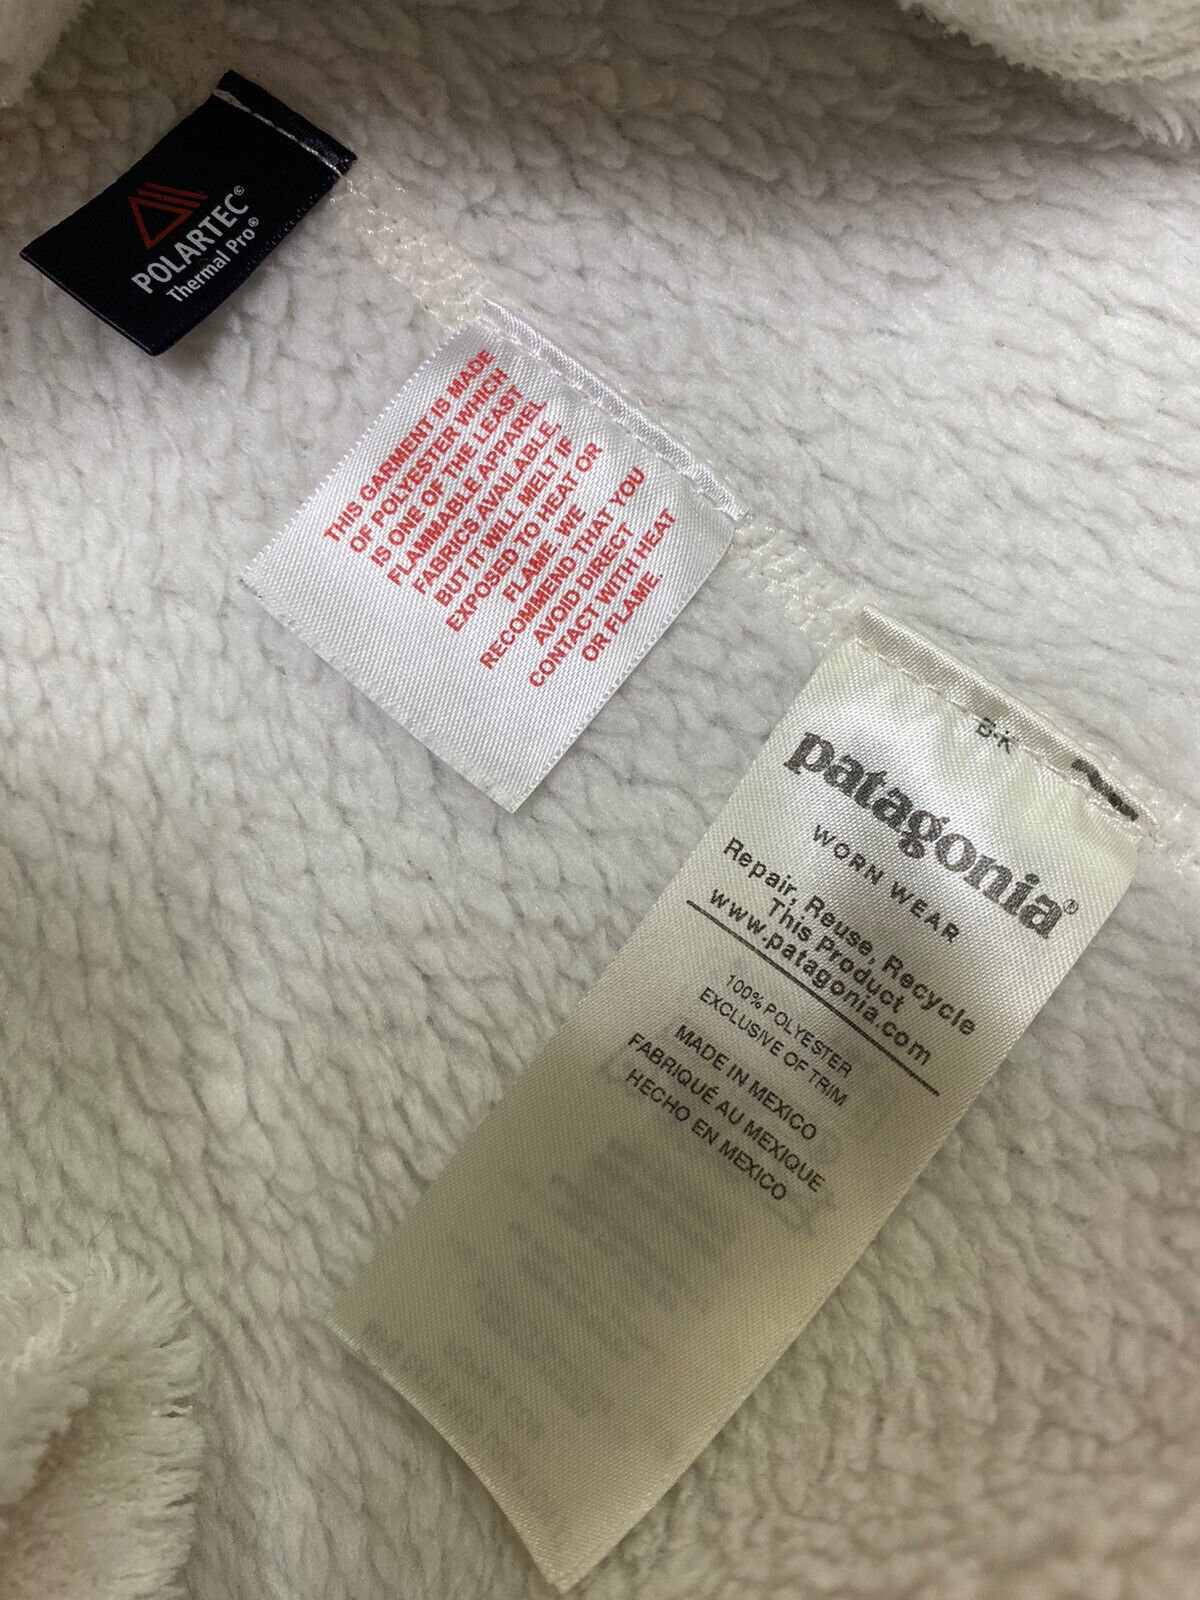 POLARTEC®
Thermal Pro®
THIS GARMENT IS MADE
OF POLYESTER WHICH
IS ONE OF THE LEAST
FLAMMABLE APPAREL
FABRICS AVAILABLE.
BUT IT WILL MELT IF
EXPOSED TO HEAT OR
FLAME. WE
RECOMMEND THAT YOU
AVOID DIRECT
CONTACT WITH HEAT
OR FLAME.
B-K
patagonia®
WORN WEAR
Repair, Reuse, Recycle
This Product
www.patagonia.com
100% POLYESTER
EXCLUSIVE OF TRIM
MADE IN MEXICO
FABRIQUÉ AU MEXIQUE
HECHO EN MEXICO